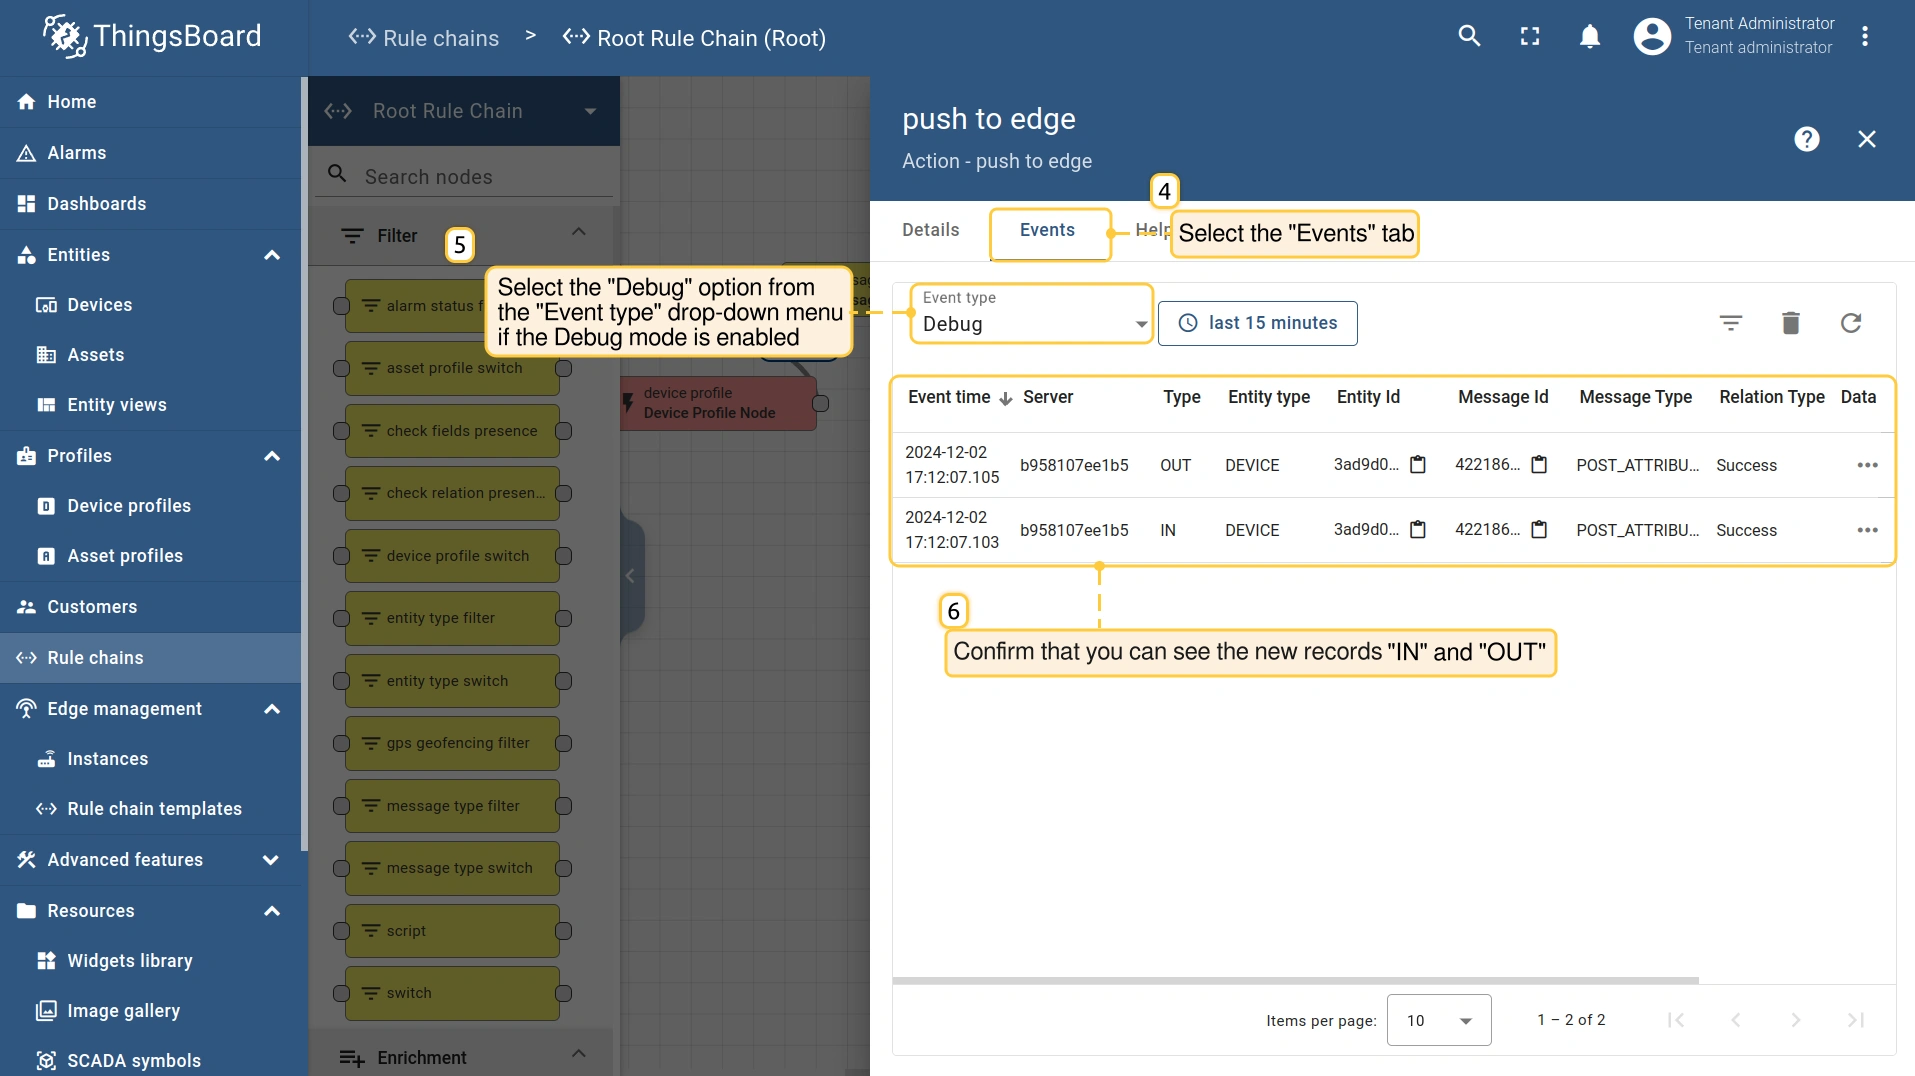 ThingsBoard
Rule chains > Root Rule Chain (Root)
Tenant Administrator
Tenant administrator
Home
Alarms
Dashboards
Entities
Devices
Assets
Entity views
Profiles
Device profiles
Asset profiles
Customers
Rule chains
Edge management
Instances
Rule chain templates
Advanced features
Resources
Widgets library
Image gallery
SCADA symbols
Root Rule Chain
Search nodes
Filter
5
Select the "Debug" option from
the "Event type" drop-down menu
if the Debug mode is enabled
alarm status f
asset profile switch
check fields presence
check relation presen...
device profile switch
entity type filter
entity type switch
gps geofencing filter
message type filter
message type switch
script
switch
Enrichment
device profile
Device Profile Node
push to edge
Action - push to edge
4
Details
Events
Help
Select the "Events" tab
Event type
Debug
last 15 minutes
Event time Server Type Entity type Entity Id Message Id Message Type Relation Type Data
2024-12-02
17:12:07.105 b958107ee1b5 OUT DEVICE 3ad9d0... 422186... POST_ATTRIBU... Success
2024-12-02
17:12:07.103 b958107ee1b5 IN DEVICE 3ad9d0... 422186... POST_ATTRIBU... Success
6
Confirm that you can see the new records "IN" and "OUT"
Items per page: 10 1 – 2 of 2